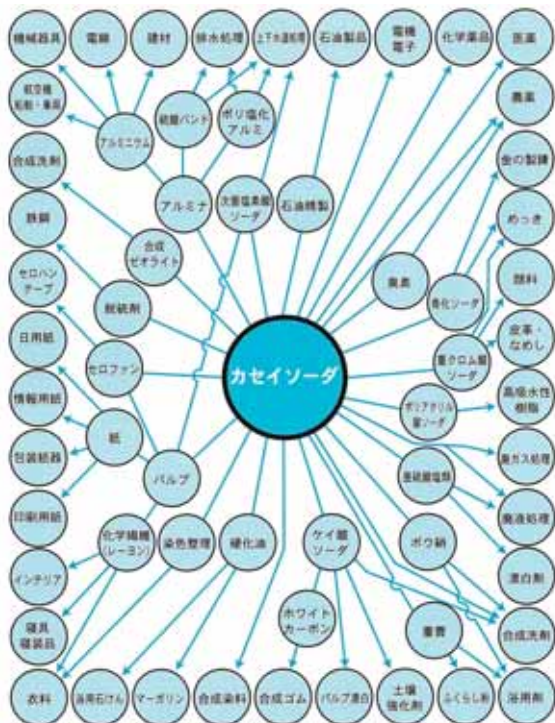 機械器具
電線
建材
排水処理
上下水道処理
石油製品
電機
電子
化学薬品
医薬
航空機
船舶・車両
アルミニウム
硫酸バンド
ポリ塩化
アルミ
農薬
合成洗剤
金の製錬
鉄鋼
アルミナ
次亜塩素酸
ソーダ
石油精製
めっき
合成
ゼオライト
臭素
青化ソーダ
顔料
セロハン
テープ
脱硫剤
重クロム酸
ソーダ
皮革・
なめし
日用紙
セロファン
カセイソーダ
ポリアクリル
酸ソーダ
高吸水性
樹脂
情報用紙
紙
包装紙器
パルプ
亜硫酸塩類
廃ガス処理
印刷用紙
化学繊維
(レーヨン)
染色整理
硬化油
ケイ酸
ソーダ
ボウ硝
廃液処理
インテリア
漂白剤
寝具
寝装品
ホワイト
カーボン
重曹
合成洗剤
衣料
浴用石けん
マーガリン
合成染料
合成ゴム
パルプ漂白
土壌
強化剤
ふくらし粉
浴用剤